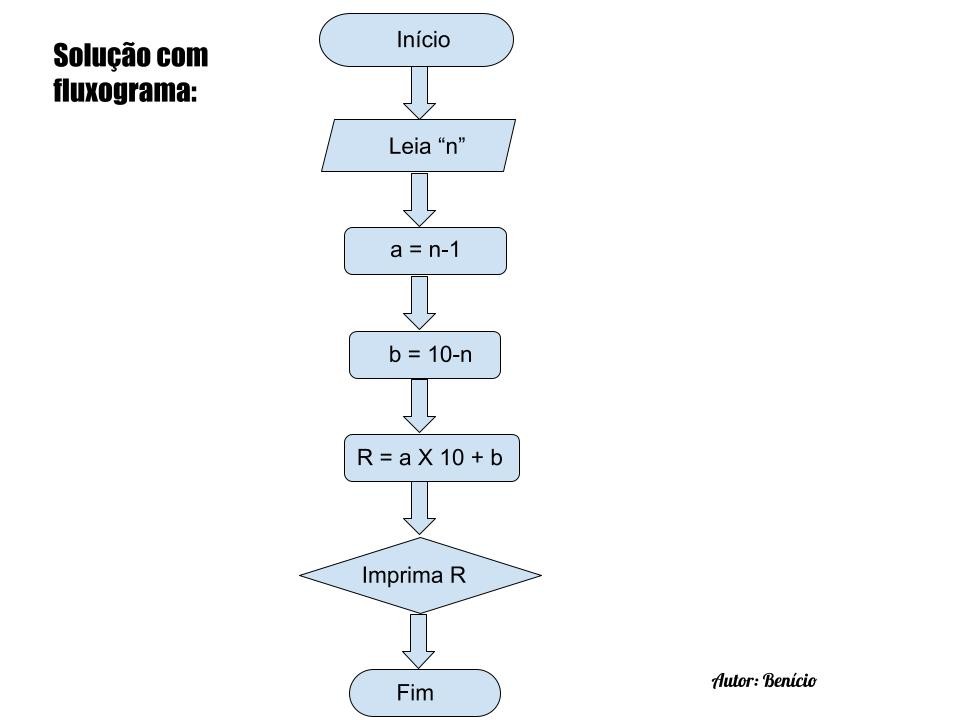 Solução com
fluxograma:
Início
Leia “n”
a = n-1
b = 10-n
R = a X 10 + b
Imprima R
Fim
Autor: Benício